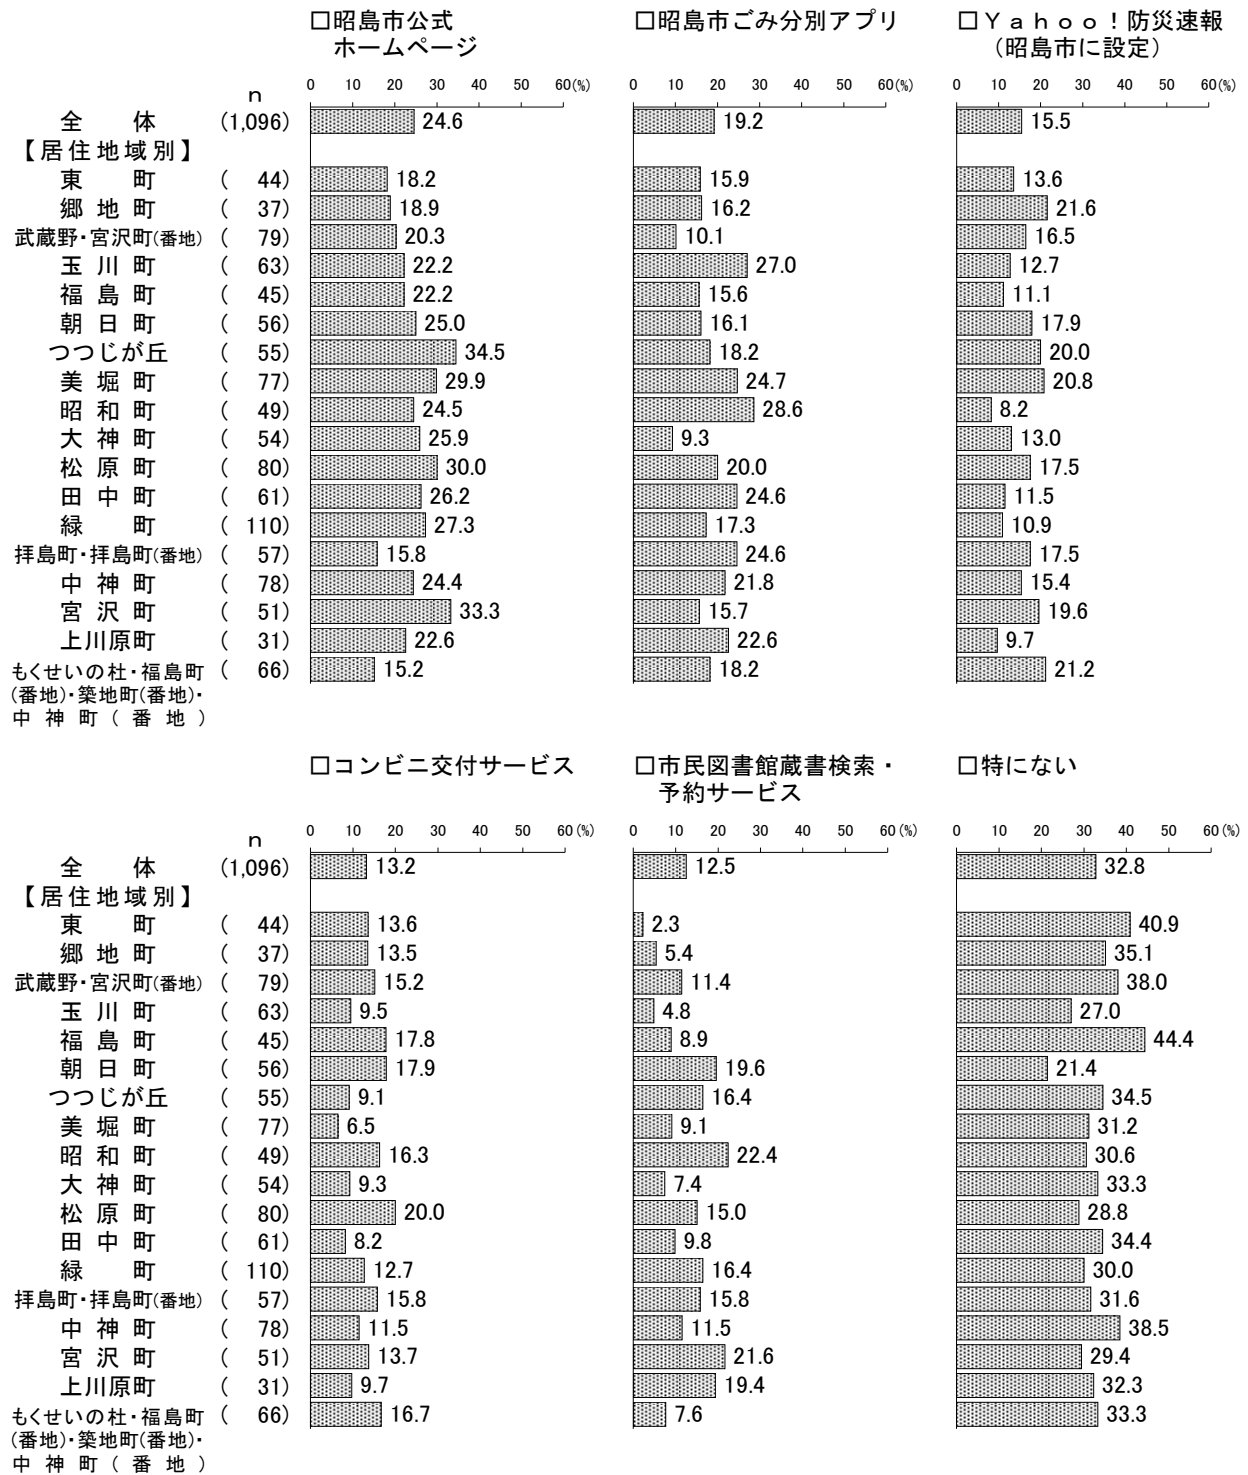 □昭島市公式 □昭島市ごみ分別アプリ □Ｙａｈｏｏ！防災速報
ホームページ （昭島市に設定）
0 10 20 30 40 50 60(%) 0 10 20 30 40 50 60(%) 0 10 20 30 40 50 60(%)
ｎ
全　体 (1,096) 24.6 19.2 15.5
【居住地域別】
東　町 ( 44) 18.2 15.9 13.6
郷地町 ( 37) 18.9 16.2 21.6
武蔵野・宮沢町(番地) ( 79) 20.3 10.1 16.5
玉川町 ( 63) 22.2 27.0 12.7
福島町 ( 45) 22.2 15.6 11.1
朝日町 ( 56) 25.0 16.1 17.9
つつじが丘 ( 55) 34.5 18.2 20.0
美堀町 ( 77) 29.9 24.7 20.8
昭和町 ( 49) 24.5 28.6 8.2
大神町 ( 54) 25.9 9.3 13.0
松原町 ( 80) 30.0 20.0 17.5
田中町 ( 61) 26.2 24.6 11.5
緑　町 ( 110) 27.3 17.3 10.9
拝島町・拝島町(番地) ( 57) 15.8 24.6 17.5
中神町 ( 78) 24.4 21.8 15.4
宮沢町 ( 51) 33.3 15.7 19.6
上川原町 ( 31) 22.6 22.6 9.7
もくせいの杜・福島町 ( 66) 15.2 18.2 21.2
(番地)・築地町(番地)・
中神町(番地)
□コンビニ交付サービス □市民図書館蔵書検索・ □特にない
予約サービス
0 10 20 30 40 50 60(%) 0 10 20 30 40 50 60(%) 0 10 20 30 40 50 60(%)
ｎ
全　体 (1,096) 13.2 12.5 32.8
【居住地域別】
東　町 ( 44) 13.6 2.3 40.9
郷地町 ( 37) 13.5 5.4 35.1
武蔵野・宮沢町(番地) ( 79) 15.2 11.4 38.0
玉川町 ( 63) 9.5 4.8 27.0
福島町 ( 45) 17.8 8.9 44.4
朝日町 ( 56) 17.9 19.6 21.4
つつじが丘 ( 55) 9.1 16.4 34.5
美堀町 ( 77) 6.5 9.1 31.2
昭和町 ( 49) 16.3 22.4 30.6
大神町 ( 54) 9.3 7.4 33.3
松原町 ( 80) 20.0 15.0 28.8
田中町 ( 61) 8.2 9.8 34.4
緑　町 ( 110) 12.7 16.4 30.0
拝島町・拝島町(番地) ( 57) 15.8 15.8 31.6
中神町 ( 78) 11.5 11.5 38.5
宮沢町 ( 51) 13.7 21.6 29.4
上川原町 ( 31) 9.7 19.4 32.3
もくせいの杜・福島町 ( 66) 16.7 7.6 33.3
(番地)・築地町(番地)・
中神町(番地)